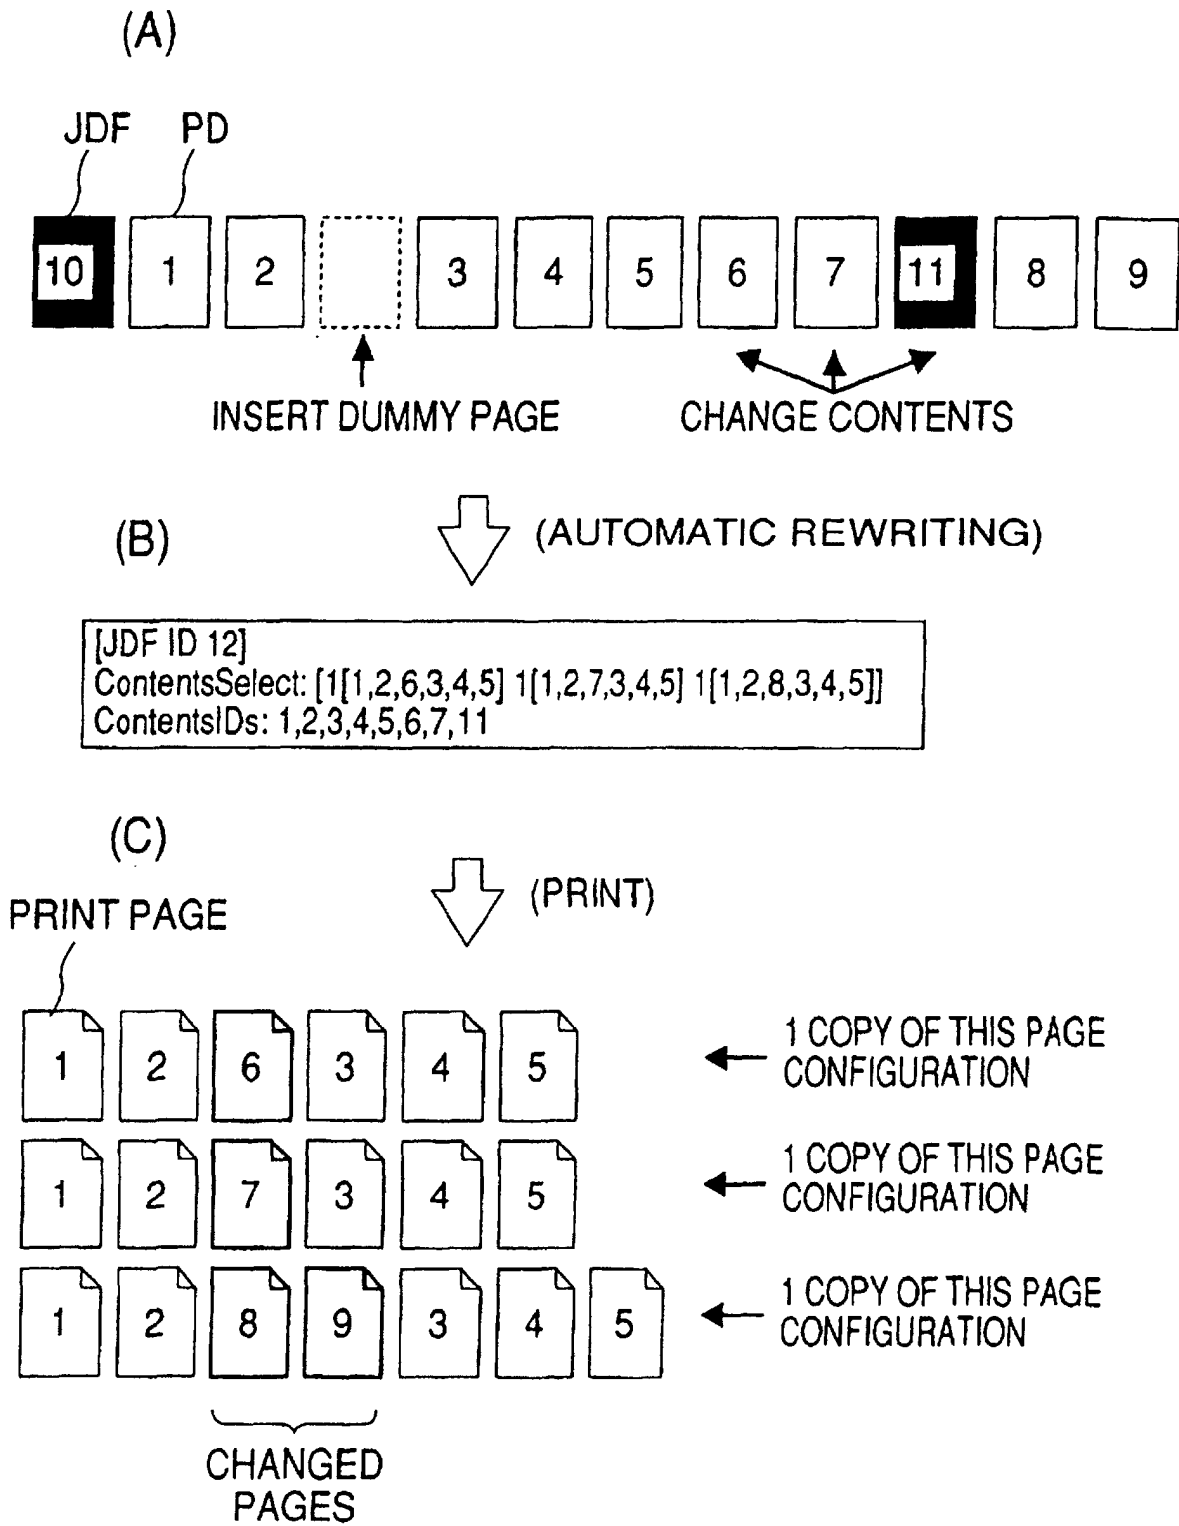 (A)
JDF PD
10 1 2 3 4 5 6 7 11 8 9
INSERT DUMMY PAGE CHANGE CONTENTS
(B) (AUTOMATIC REWRITING)
[JDF ID 12]
ContentsSelect: [1[1,2,6,3,4,5] 1[1,2,7,3,4,5] 1[1,2,8,3,4,5]]
ContentsIDs: 1,2,3,4,5,6,7,11
(C)
(PRINT)
PRINT PAGE
1 2 6 3 4 5
1 COPY OF THIS PAGE
CONFIGURATION
1 2 7 3 4 5
1 COPY OF THIS PAGE
CONFIGURATION
1 2 8 9 3 4 5
1 COPY OF THIS PAGE
CONFIGURATION
CHANGED
PAGES